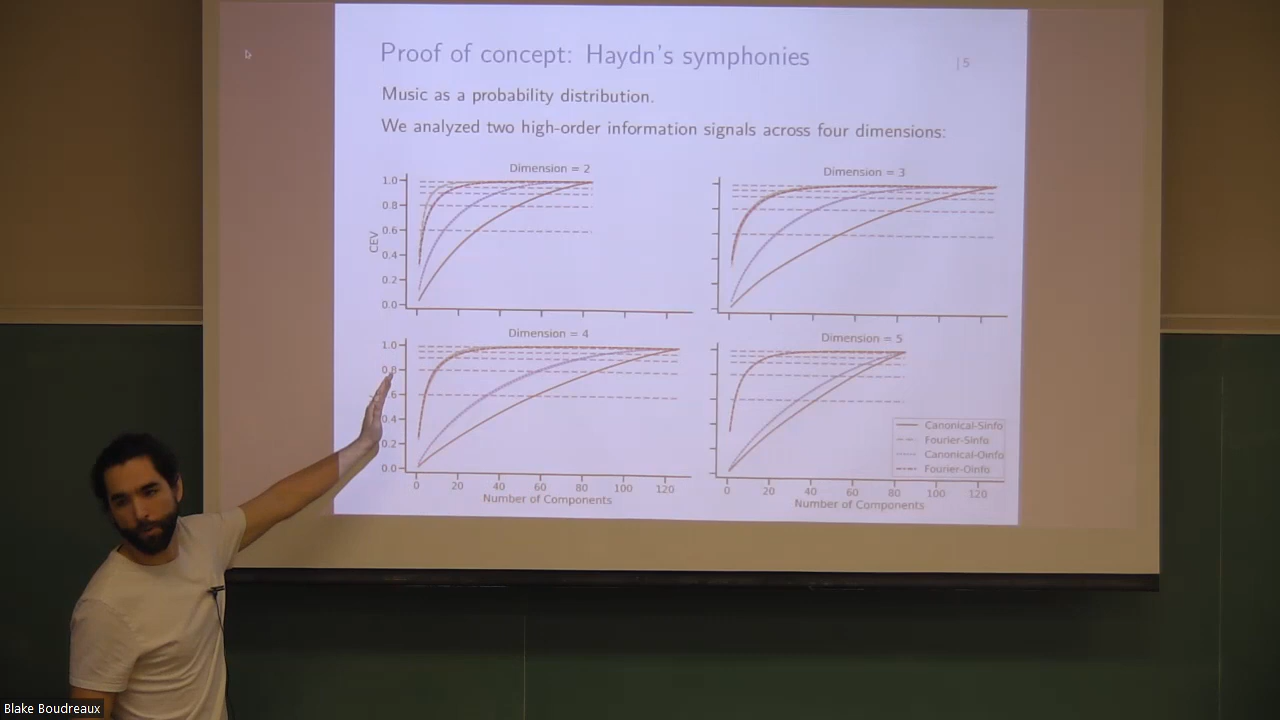 Proof of concept: Haydn's symphonies
| 5
Music as a probability distribution.
We analyzed two high-order information signals across four dimensions:
Dimension = 2
Dimension = 3
1.0
0.8
0.6
0.4
0.2
0.0
CEV
Dimension = 4
Dimension = 5
1.0
0.8
6
0.4
0.2
0.0
0 20 40 60 80 100 120
Number of Components
0 20 40 60 80 100 120
Number of Components
Canonical-Sinfo
Fourier-Sinfo
Canonical-Oinfo
Fourier-Oinfo
Blake Boudreaux